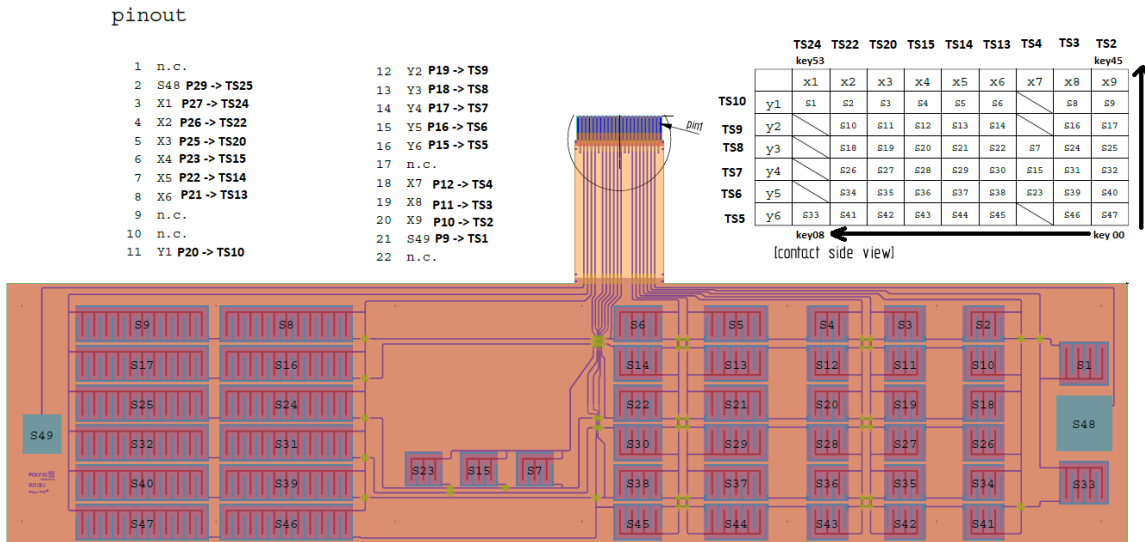 pinout
1 n.c.
2 S48 P29 -> TS25
3 X1 P27 -> TS24
4 X2 P26 -> TS22
5 X3 P25 -> TS20
6 X4 P23 -> TS15
7 X5 P22 -> TS14
8 X6 P21 -> TS13
9 n.c.
10 n.c.
11 Y1 P20 -> TS10
12 Y2 P19 -> TS9
13 Y3 P18 -> TS8
14 Y4 P17 -> TS7
15 Y5 P16 -> TS6
16 Y6 P15 -> TS5
17 n.c.
18 X7 P12 -> TS4
19 X8 P11 -> TS3
20 X9 P10 -> TS2
21 S49 P9 -> TS1
22 n.c.
pin1
TS24 TS22 TS20 TS15 TS14 TS13 TS4 TS3 TS2
key53 key45
x1 x2 x3 x4 x5 x6 x7 x8 x9
TS10 y1 S1 S2 S3 S4 S5 S6 S8 S9
TS9 y2 S10 S11 S12 S13 S14 S16 S17
TS8 y3 S18 S19 S20 S21 S22 S7 S24 S25
TS7 y4 S26 S27 S28 S29 S30 S15 S31 S32
TS6 y5 S34 S35 S36 S37 S38 S23 S39 S40
TS5 y6 S33 S41 S42 S43 S44 S45 S46 S47
key08 key 00
[contact side view]
S9 S8 S6 S5 S4 S3 S2
S17 S16 S14 S13 S12 S11 S10 S1
S25 S24 S22 S21 S20 S19 S18
S49 S32 S31 S30 S29 S28 S27 S26 S48
S23 S15 S7
S40 S39 S38 S37 S36 S35 S34 S33
S47 S46 S45 S44 S43 S42 S41